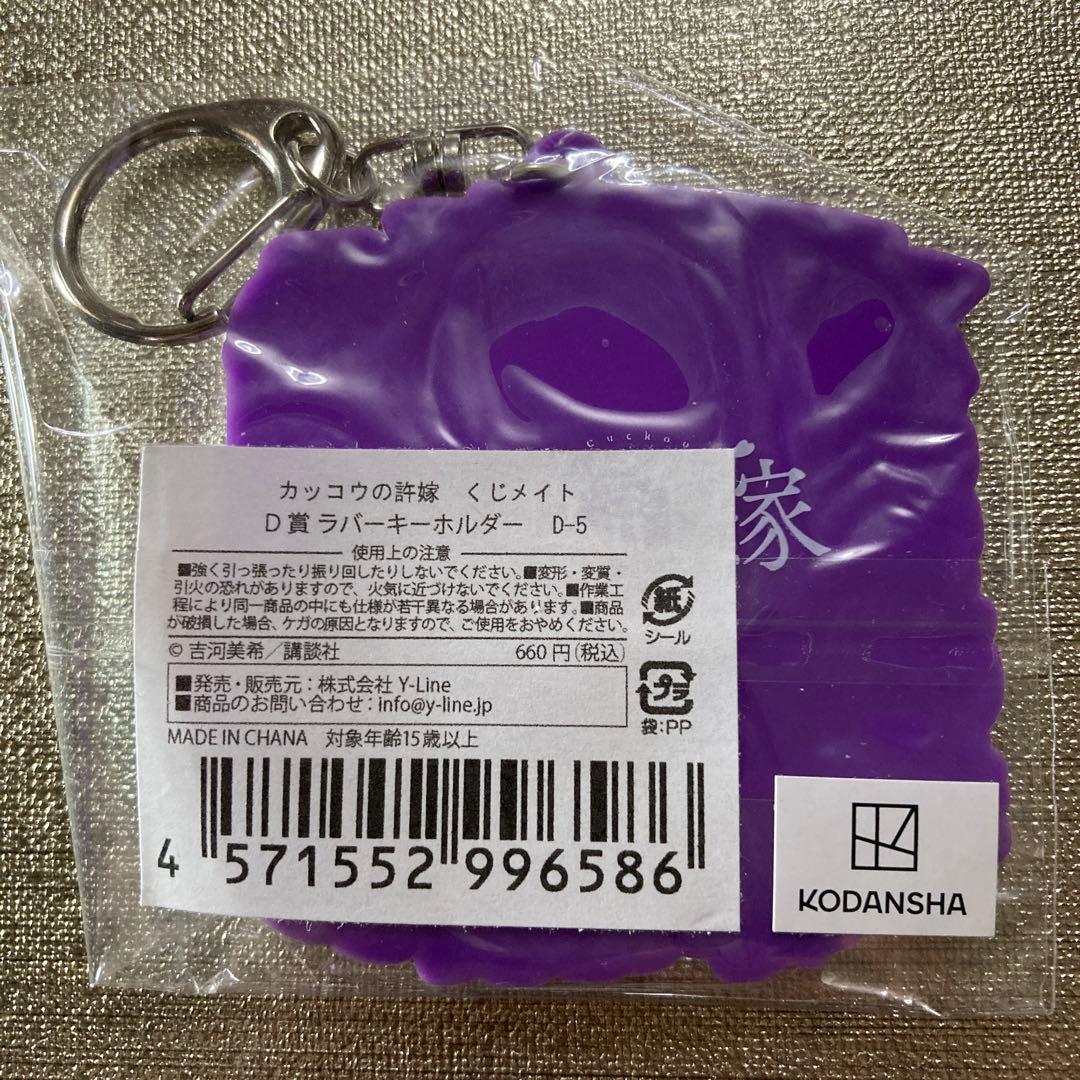 Cuckoo
嫁
カッコウの許嫁 くじメイト
D賞 ラバーキーホルダー D-5
使用上の注意
■強く引っ張ったり振り回したりしないでください。■変形・変質・
引火の恐れがありますので、火気に近づけないでください。■作業工
程により同一商品の中にも仕様が若干異なる場合があります。■商品
が破損した場合、ケガの原因となりますので、ご使用をおやめください。
紙
シール
© 吉河美希／講談社 660円(税込)
■発売・販売元：株式会社 Y-Line
■商品のお問い合わせ：info@y-line.jp
プラ
袋:PP
MADE IN CHANA 対象年齢15歳以上
4 571552 996586
KODANSHA